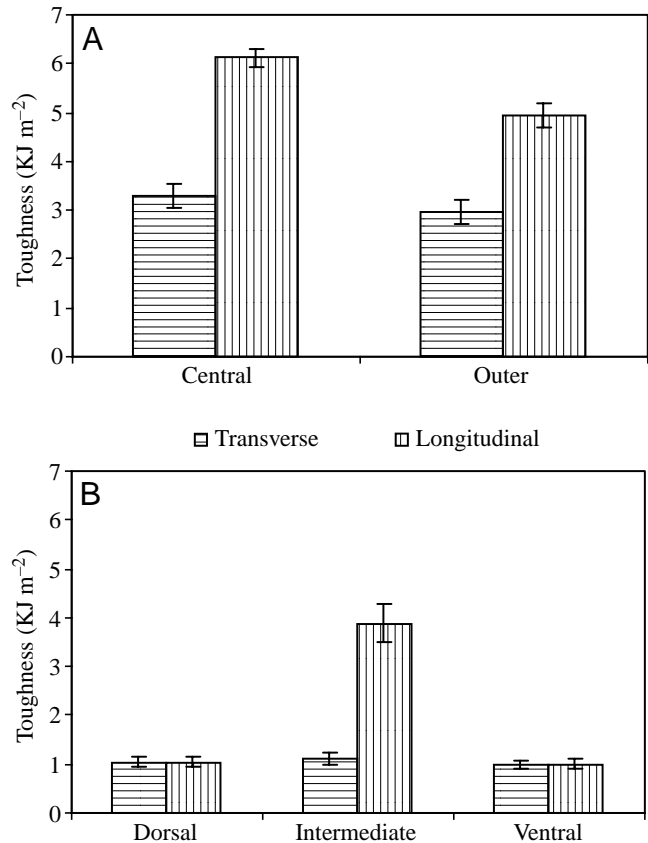 A
7
6
5
4
3
2
1
0
Toughness (KJ m⁻²)
Central Outer
Transverse Longitudinal
B
7
6
5
4
3
2
1
0
Toughness (KJ m⁻²)
Dorsal Intermediate Ventral